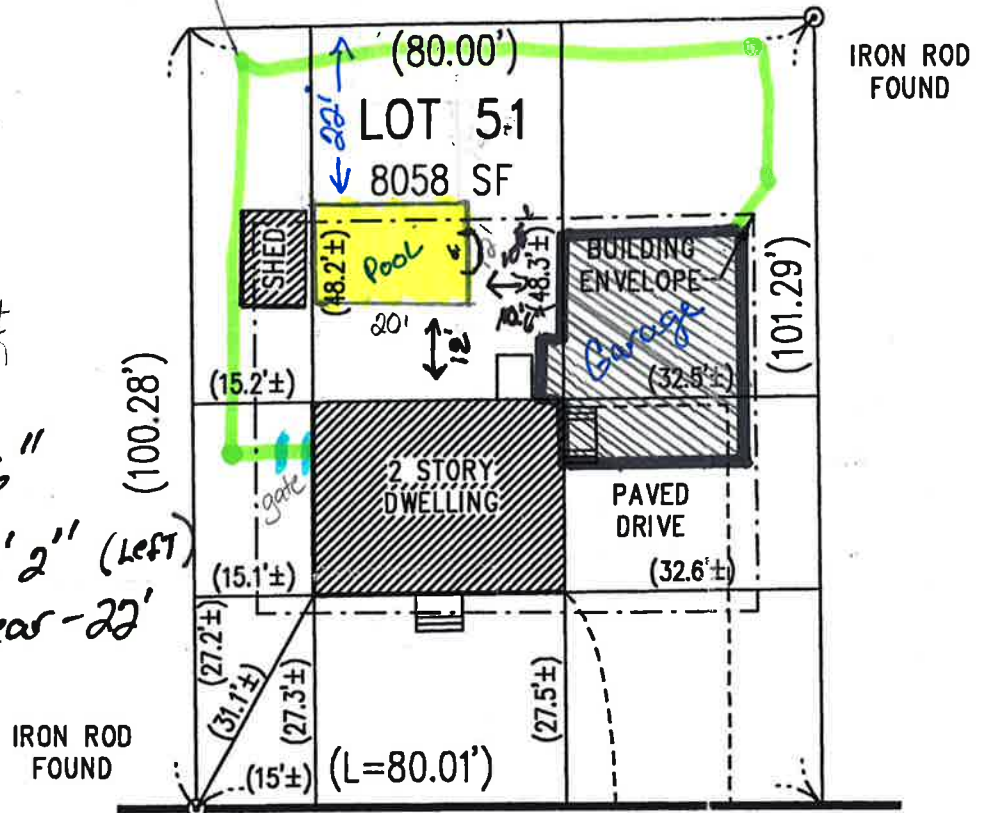 (80.00')
IRON ROD
FOUND
22'
LOT 51
8058 SF
SHED
(48.2'±)
Pool
(48.3'±)
BUILDING
ENVELOPE
Garage
(101.29')
20'
12'
(100.28')
(15.2'±)
(32.5'±)
2 STORY
DWELLING
gate
PAVED
DRIVE
' 2" (Left)
(15.1'±)
(32.6'±)
ear - 22'
(27.2'±)
(31.1'±)
(27.3'±)
(27.5'±)
IRON ROD
FOUND
(15'±)
(L=80.01')